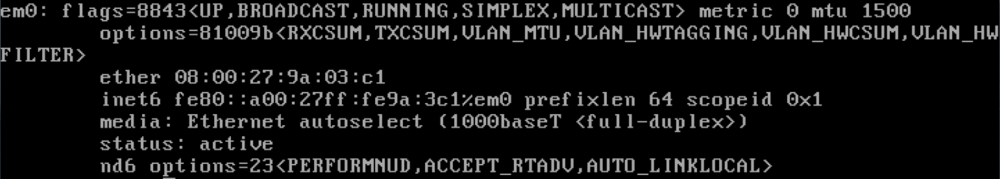 em0: flags=8843<UP,BROADCAST,RUNNING,SIMPLEX,MULTICAST> metric 0 mtu 1500
options=81009b<RXCSUM,TXCSUM,VLAN_MTU,VLAN_HWTAGGING,VLAN_HWCSUM,VLAN_HW
FILTER>
ether 08:00:27:9a:03:c1
inet6 fe80::a00:27ff:fe9a:3c1%em0 prefixlen 64 scopeid 0x1
media: Ethernet autoselect (1000baseT <full-duplex>)
status: active
nd6 options=23<PERFORMNUD,ACCEPT_RTADV,AUTO_LINKLOCAL>